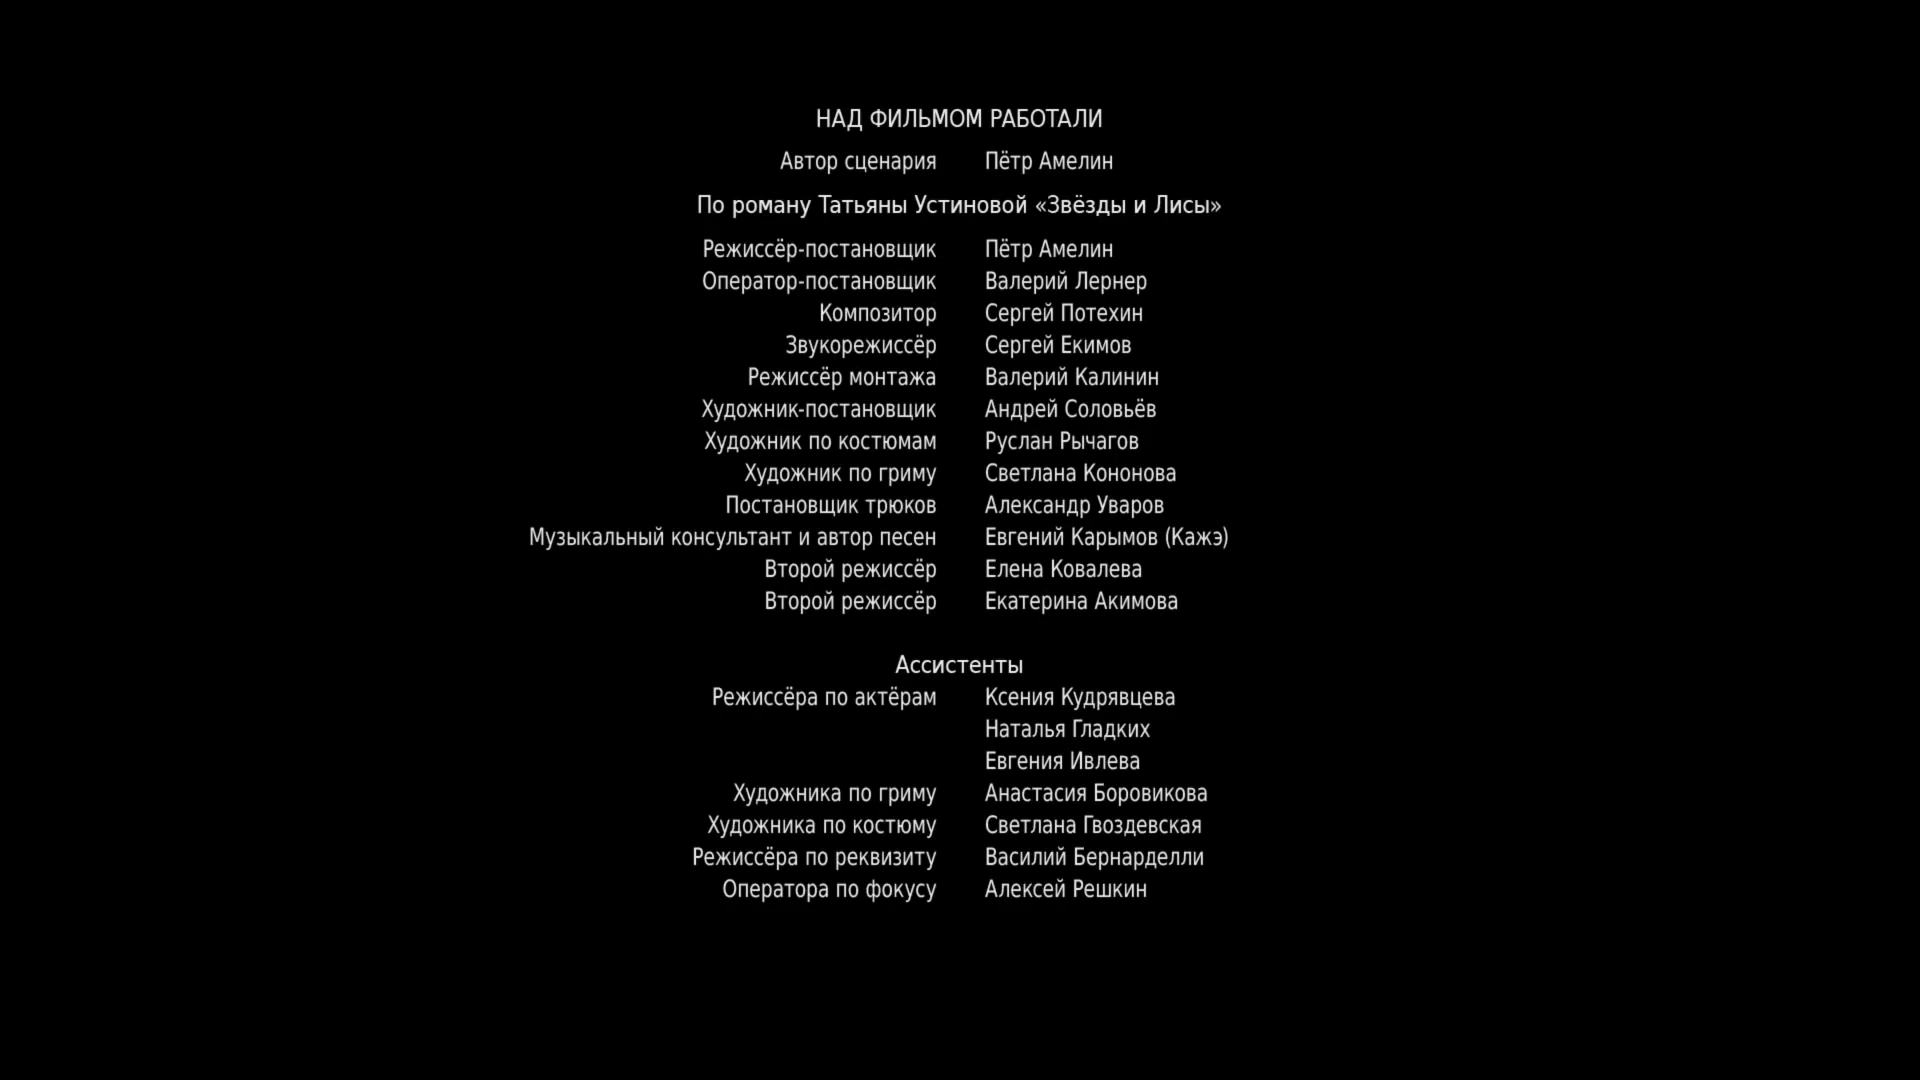 НАД ФИЛЬМОМ РАБОТАЛИ
Автор сценария Пётр Амелин
По роману Татьяны Устиновой «Звёзды и Лисы»
Режиссёр-постановщик Пётр Амелин
Оператор-постановщик Валерий Лернер
Композитор Сергей Потехин
Звукорежиссёр Сергей Екимов
Режиссёр монтажа Валерий Калинин
Художник-постановщик Андрей Соловьёв
Художник по костюмам Руслан Рычагов
Художник по гриму Светлана Кононова
Постановщик трюков Александр Уваров
Музыкальный консультант и автор песен Евгений Карымов (Кажэ)
Второй режиссёр Елена Ковалева
Второй режиссёр Екатерина Акимова
Ассистенты
Режиссёра по актёрам Ксения Кудрявцева
Наталья Гладких
Евгения Ивлева
Художника по гриму Анастасия Боровикова
Художника по костюму Светлана Гвоздевская
Режиссёра по реквизиту Василий Бернарделли
Оператора по фокусу Алексей Решкин